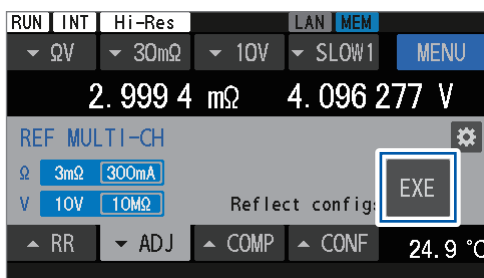 RUN INT Hi-Res LAN MEM
ΩV 30mΩ 10V SLOW1 MENU
2.999 4 mΩ 4.096 277 V
REF MULTI-CH
Ω 3mΩ 300mA
V 10V 10MΩ Reflect configs EXE
RR ADJ COMP CONF 24.9 °C